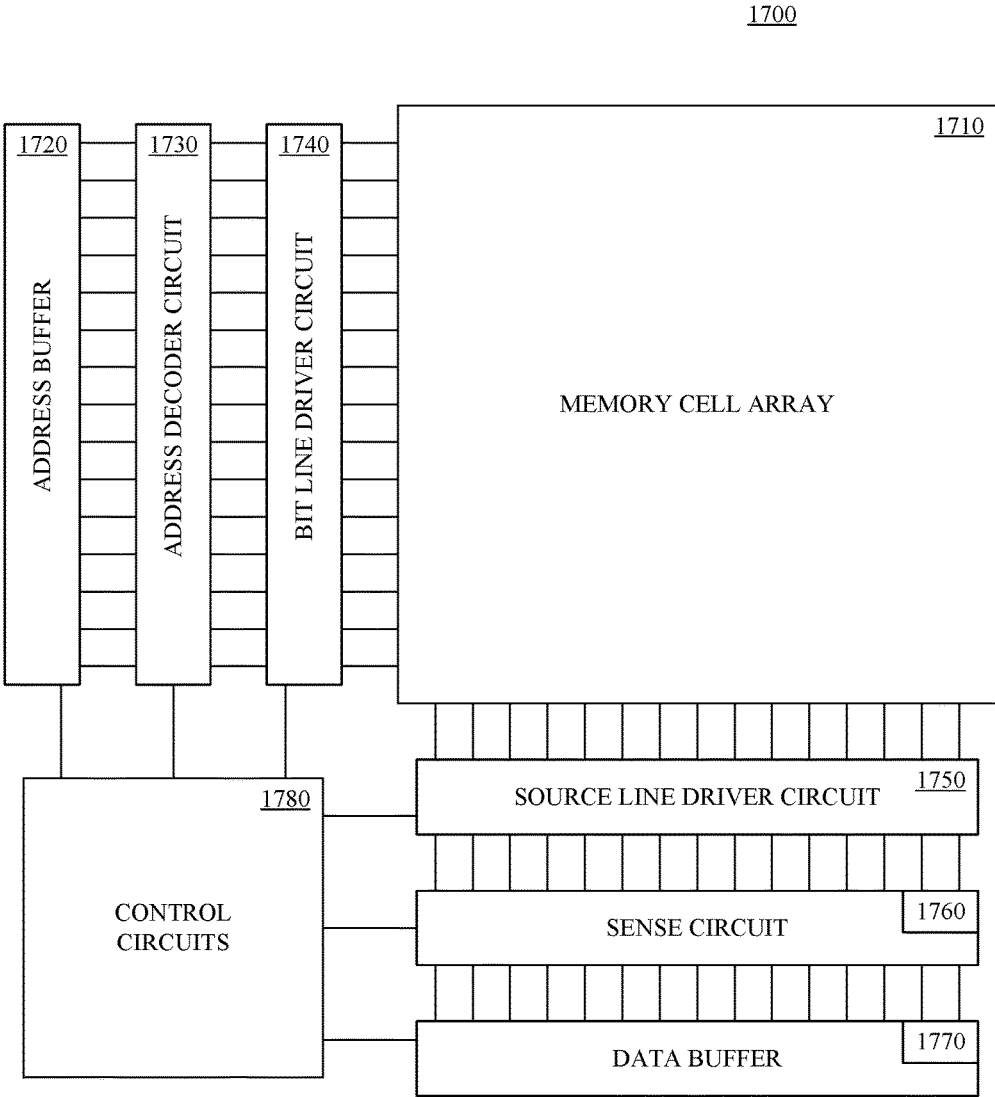 1700
1710
1720
1730
1740
ADDRESS BUFFER
ADDRESS DECODER CIRCUIT
BIT LINE DRIVER CIRCUIT
MEMORY CELL ARRAY
1750
SOURCE LINE DRIVER CIRCUIT
1780
CONTROL
CIRCUITS
1760
SENSE CIRCUIT
1770
DATA BUFFER